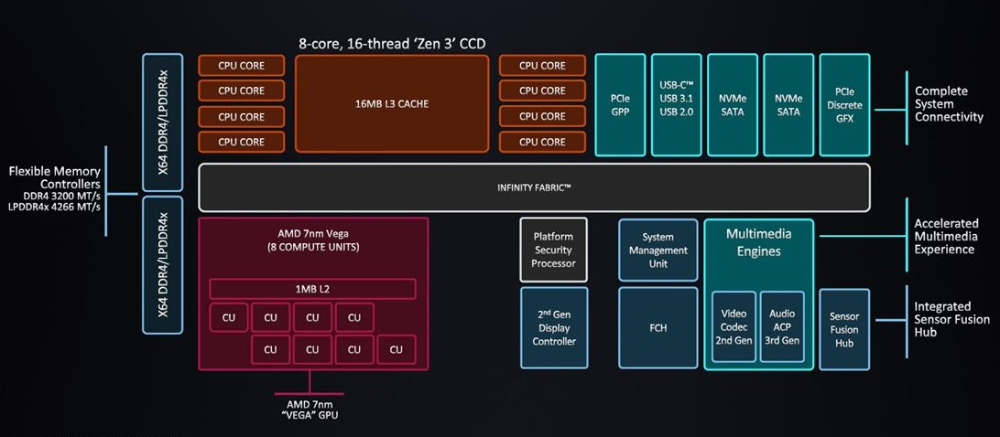 8-core, 16-thread ‘Zen 3’ CCD
X64 DDR4/LPDDR4x
CPU CORE
CPU CORE
CPU CORE
CPU CORE
16MB L3 CACHE
CPU CORE
CPU CORE
CPU CORE
CPU CORE
PCIe
GPP
USB-C™
USB 3.1
USB 2.0
NVMe
SATA
NVMe
SATA
PCIe
Discrete
GFX
Complete
System
Connectivity
Flexible Memory
Controllers
DDR4 3200 MT/s
LPDDR4x 4266 MT/s
INFINITY FABRIC™
X64 DDR4/LPDDR4x
AMD 7nm Vega
(8 COMPUTE UNITS)
1MB L2
CU CU CU CU
CU CU CU CU
AMD 7nm
“VEGA” GPU
Platform
Security
Processor
2nd Gen
Display
Controller
System
Management
Unit
FCH
Multimedia
Engines
Video
Codec
2nd Gen
Audio
ACP
3rd Gen
Sensor
Fusion
Hub
Accelerated
Multimedia
Experience
Integrated
Sensor Fusion
Hub